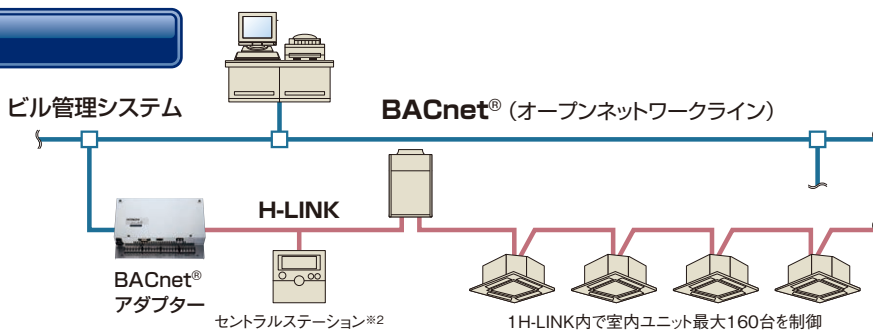 ビル管理システム
BACnet®（オープンネットワークライン）
H-LINK
BACnet®
アダプター
セントラルステーション※2
1H-LINK内で室内ユニット最大160台を制御